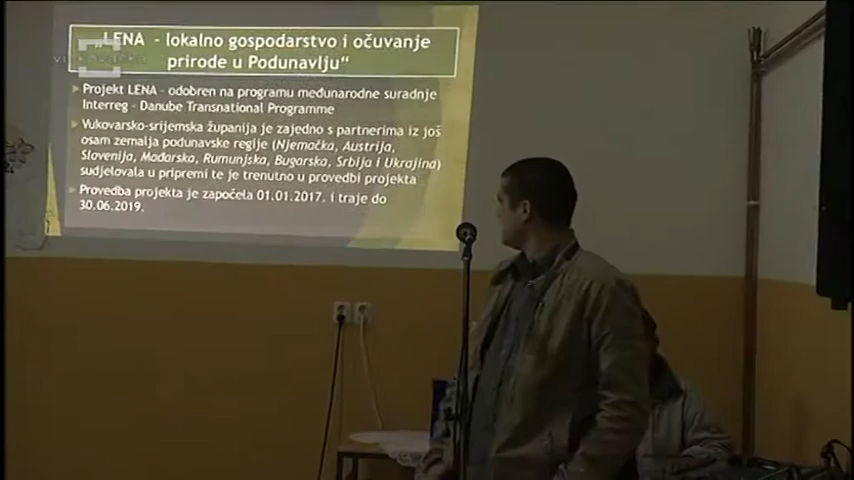 „LENA - lokalno gospodarstvo i očuvanje
prirode u Podunavlju“
Projekt LENA - odobren na programu međunarodne suradnje
Interreg - Danube Transnational Programme
Vukovarsko-srijemska županija je zajedno s partnerima iz još
osam zemalja podunavske regije (Njemačka, Austrija,
Slovenija, Mađarska, Rumunjska, Bugarska, Srbija i Ukrajina)
sudjelovala u pripremi te je trenutno u provedbi projekta
Provedba projekta je započela 01.01.2017. i traje do
30.06.2019.